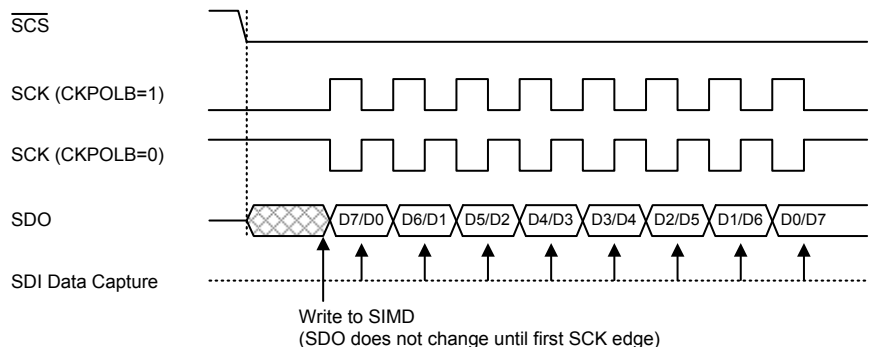 SCS
SCK (CKPOLB=1)
SCK (CKPOLB=0)
SDO
D7/D0 D6/D1 D5/D2 D4/D3 D3/D4 D2/D5 D1/D6 D0/D7
SDI Data Capture
Write to SIMD
(SDO does not change until first SCK edge)